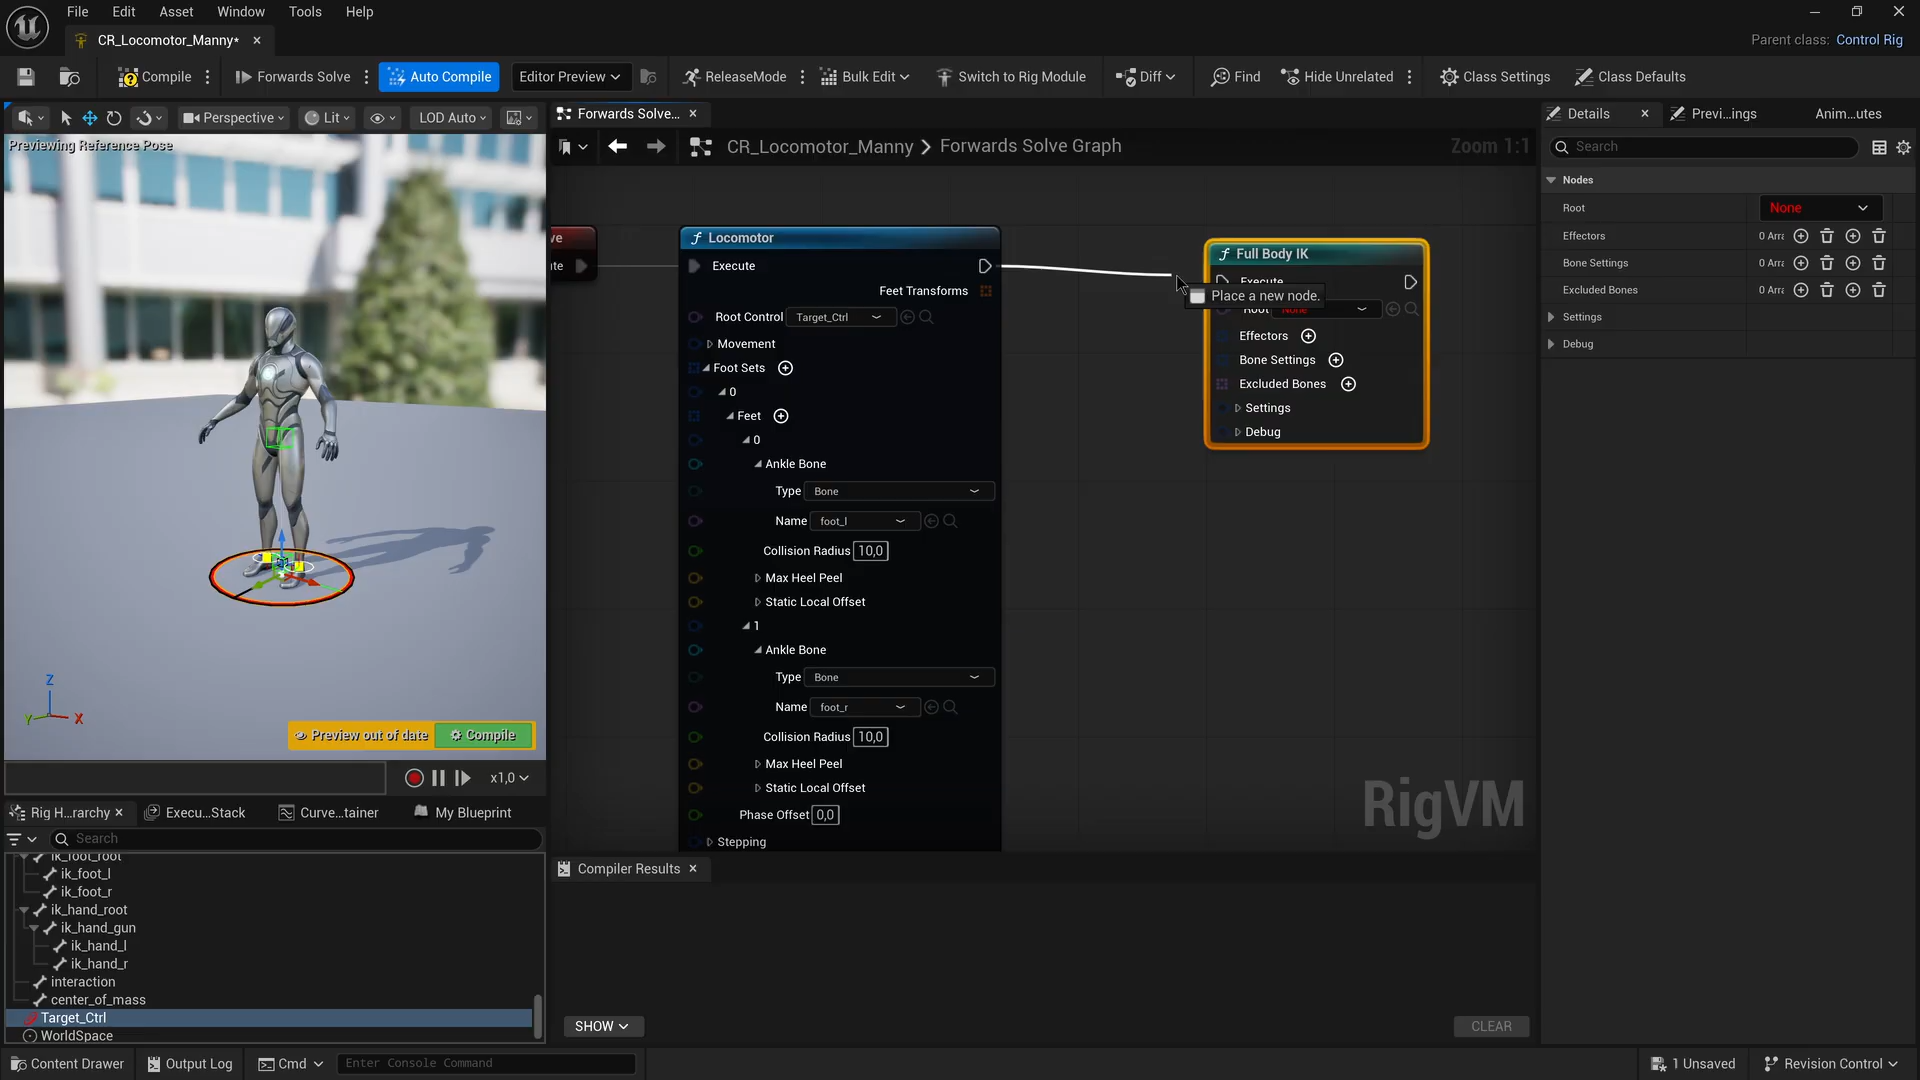 File Edit Asset Window Tools Help
CR_Locomotor_Manny*
Parent class: Control Rig
Compile Forwards Solve Auto Compile Editor Preview ReleaseMode Bulk Edit Switch to Rig Module Diff Find Hide Unrelated Class Settings Class Defaults
Perspective Lit LOD Auto
Previewing Reference Pose
Z
Y X
Preview out of date Compile
x1,0
Forwards Solve...
CR_Locomotor_Manny > Forwards Solve Graph
Zoom 1:1
ve
te
Locomotor
Execute
Feet Transforms
Root Control Target_Ctrl
Movement
Foot Sets
0
Feet
0
Ankle Bone
Type Bone
Name foot_l
Collision Radius 10,0
Max Heel Peel
Static Local Offset
1
Ankle Bone
Type Bone
Name foot_r
Collision Radius 10,0
Max Heel Peel
Static Local Offset
Phase Offset 0,0
Stepping
Full Body IK
Execute
Place a new node.
Root None
Effectors
Bone Settings
Excluded Bones
Settings
Debug
RigVM
Details Previ...ings Anim...utes
Search
Nodes
Root None
Effectors 0 Arra
Bone Settings 0 Arra
Excluded Bones 0 Arra
Settings
Debug
Rig H...rarchy Execu...Stack Curve...tainer My Blueprint
Search
ik_foot_root
ik_foot_l
ik_foot_r
ik_hand_root
ik_hand_gun
ik_hand_l
ik_hand_r
interaction
center_of_mass
Target_Ctrl
WorldSpace
Compiler Results
SHOW
CLEAR
Content Drawer Output Log Cmd Enter Console Command
1 Unsaved Revision Control